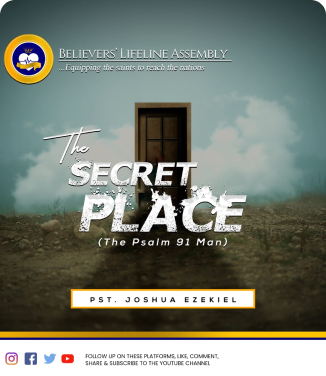 BELIEVERS' LIFELINE ASSEMBLY
...Equipping the saints to reach the nations
The
SECRET
PLACE
(The Psalm 91 Man)
PST. JOSHUA EZEKIEL
FOLLOW UP ON THESE PLATFORMS, LIKE, COMMENT,
SHARE & SUBSCRIBE TO THE YOUTUBE CHANNEL